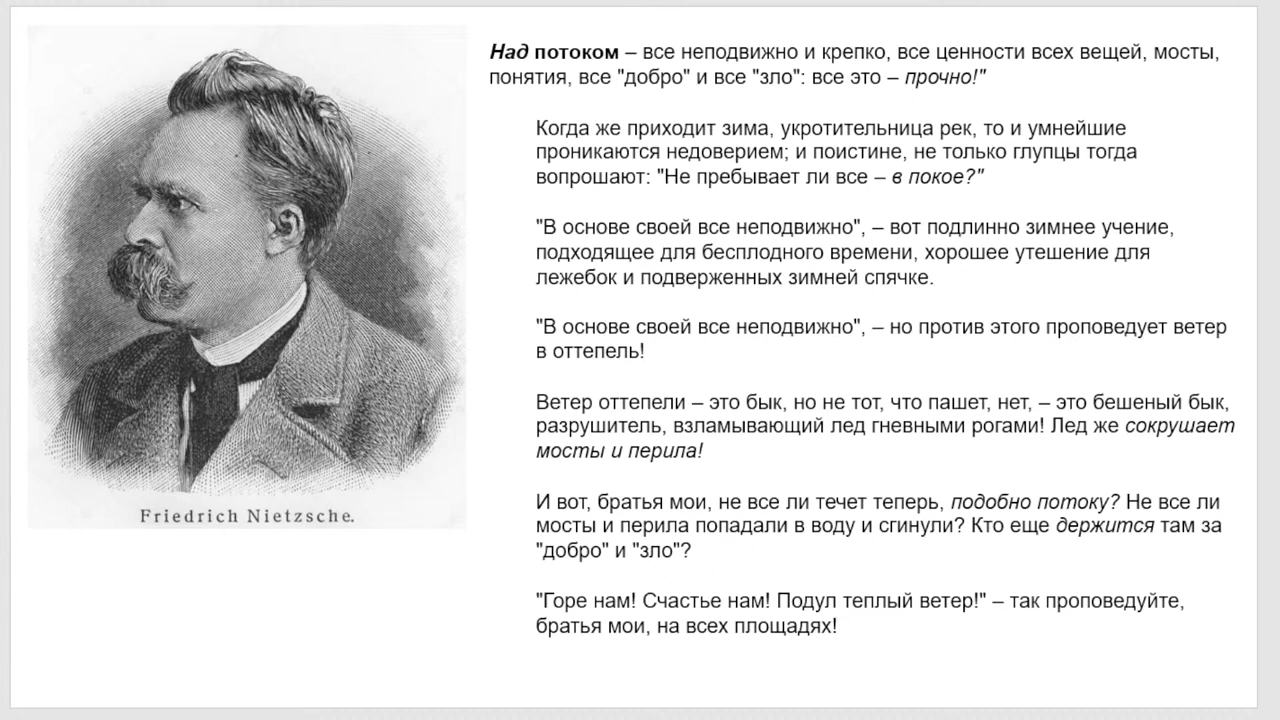 Над потоком – все неподвижно и крепко, все ценности всех вещей, мосты,
понятия, все "добро" и все "зло": все это – прочно!"
Когда же приходит зима, укротительница рек, то и умнейшие
проникаются недоверием; и поистине, не только глупцы тогда
вопрошают: "Не пребывает ли все – в покое?"
"В основе своей все неподвижно", – вот подлинно зимнее учение,
подходящее для бесплодного времени, хорошее утешение для
лежебок и подверженных зимней спячке.
"В основе своей все неподвижно", – но против этого проповедует ветер
в оттепель!
Ветер оттепели – это бык, но не тот, что пашет, нет, – это бешеный бык,
разрушитель, взламывающий лед гневными рогами! Лед же сокрушает
мосты и перила!
И вот, братья мои, не все ли течет теперь, подобно потоку? Не все ли
мосты и перила попадали в воду и сгинули? Кто еще держится там за
"добро" и "зло"?
"Горе нам! Счастье нам! Подул теплый ветер!" – так проповедуйте,
братья мои, на всех площадях!
Friedrich Nietzsche.